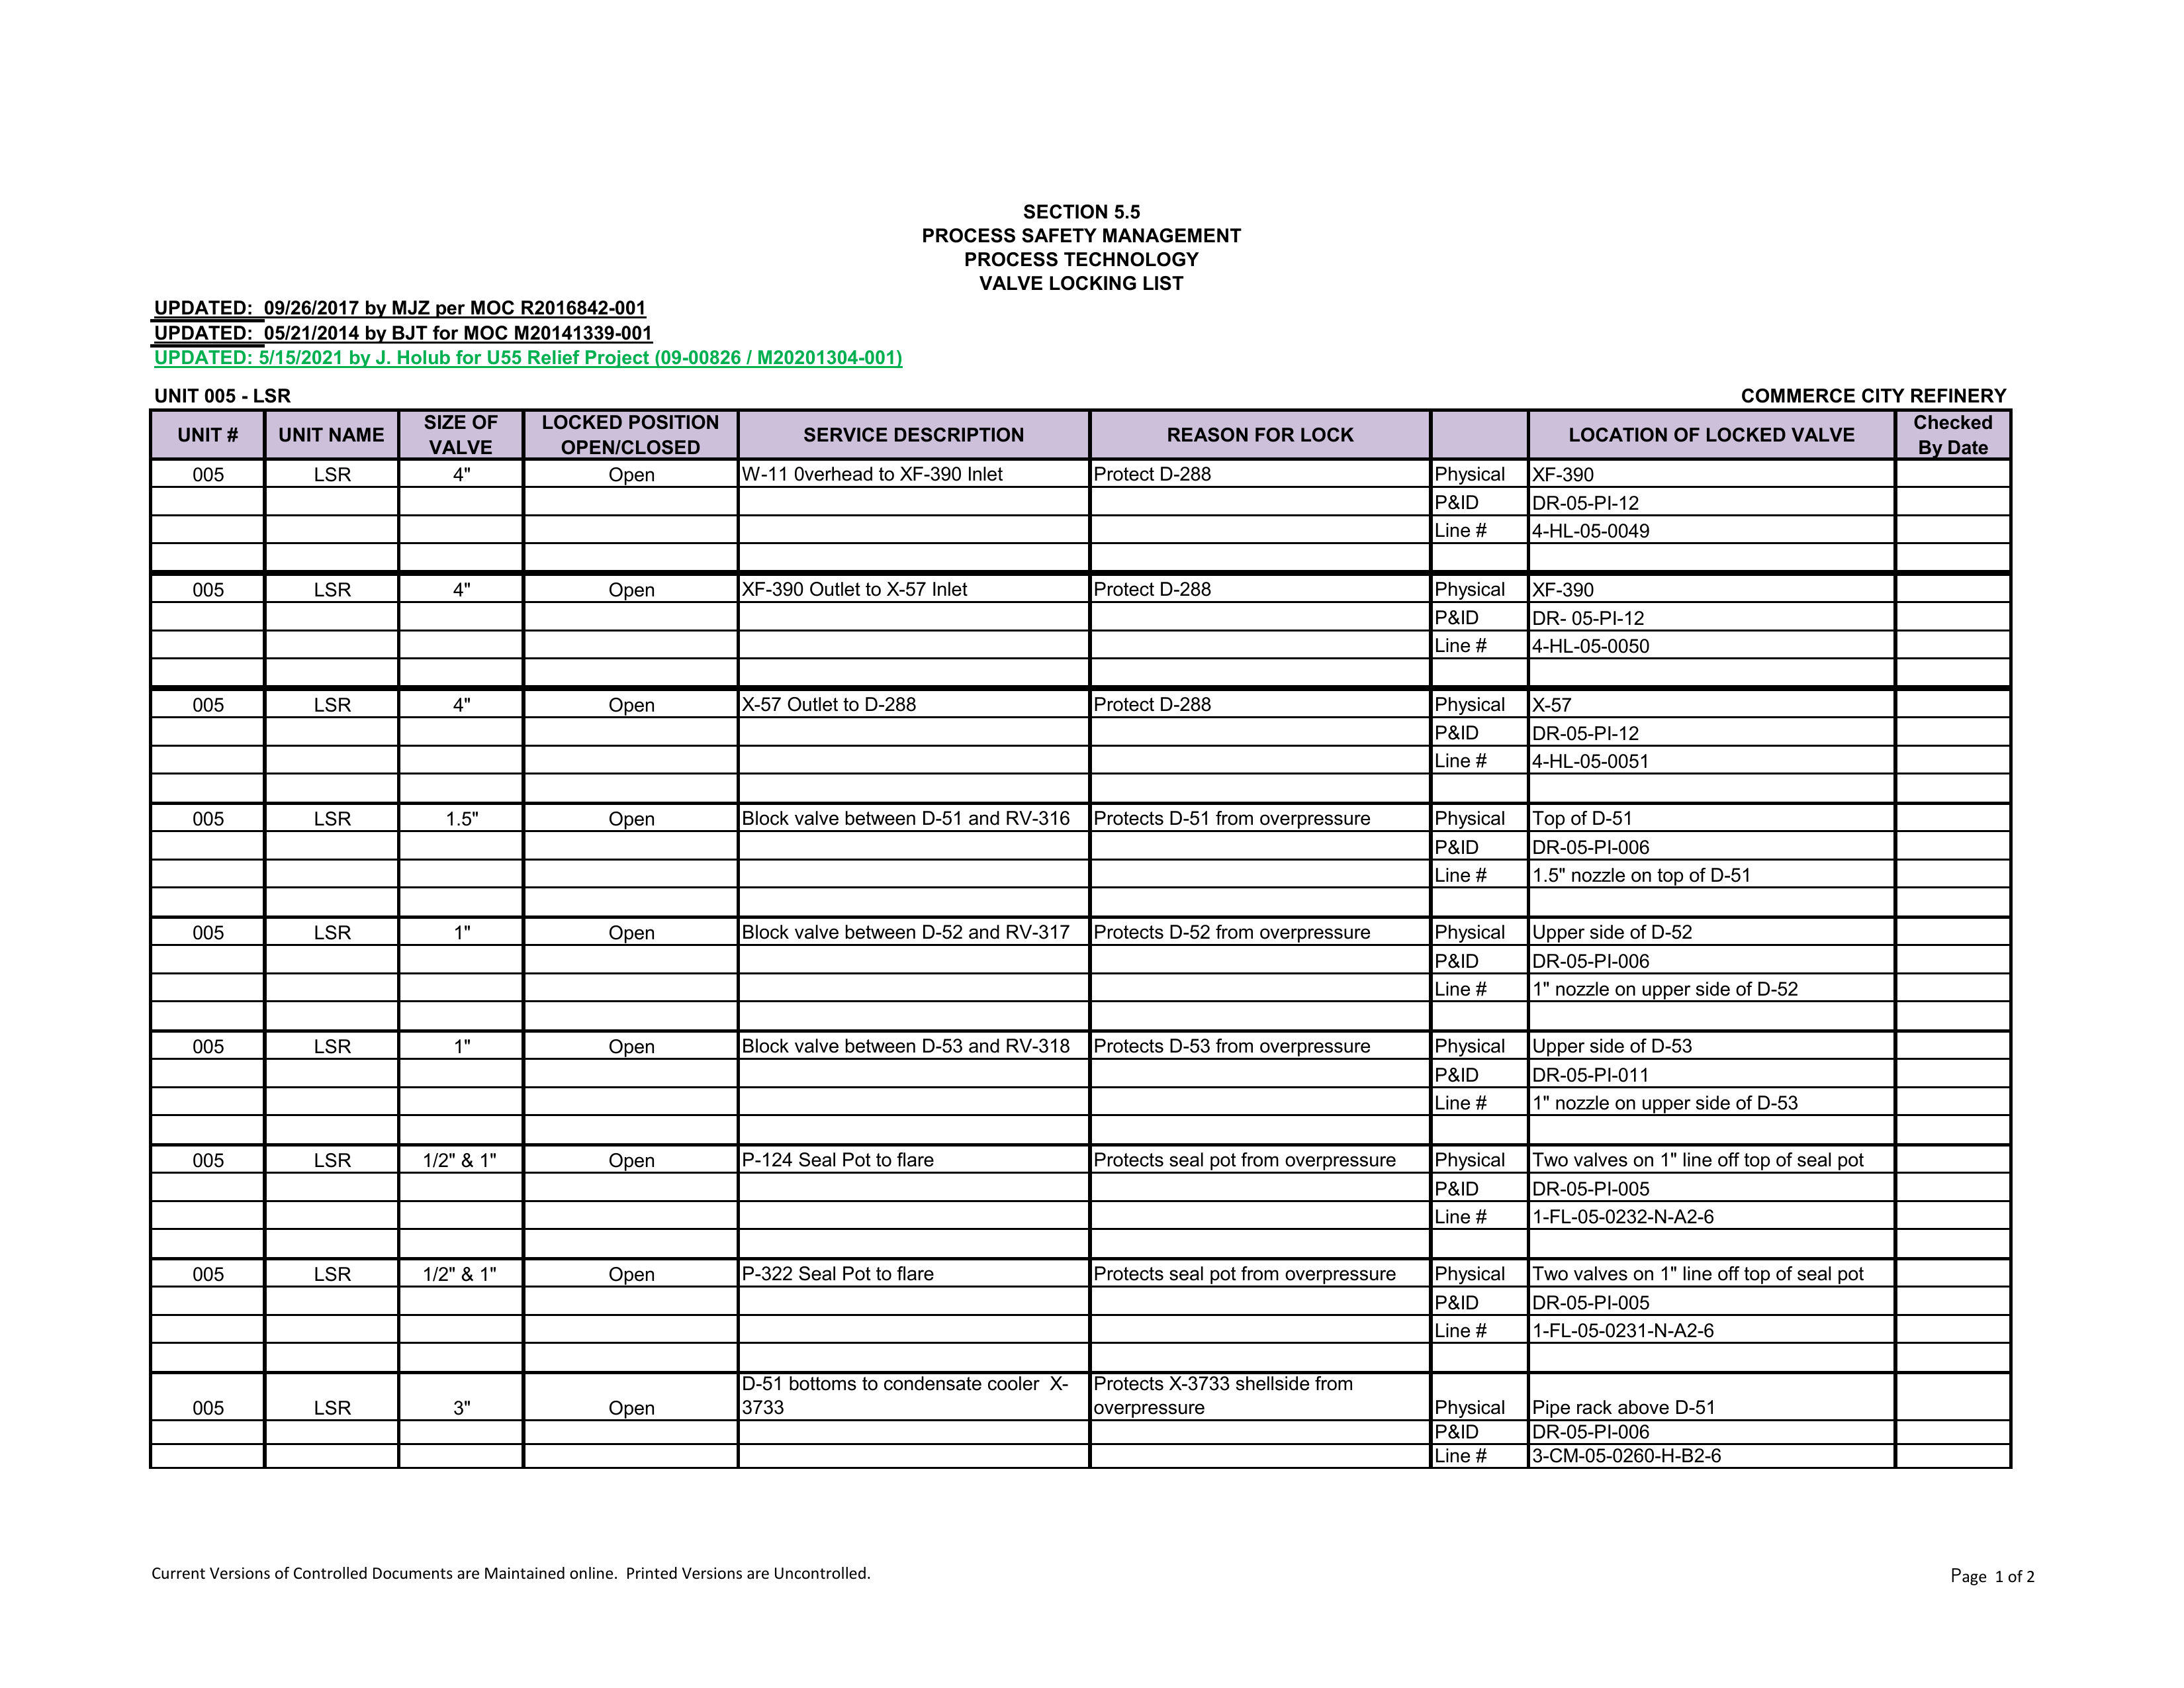 SECTION 5.5
PROCESS SAFETY MANAGEMENT
PROCESS TECHNOLOGY
VALVE LOCKING LIST
UPDATED: 09/26/2017 by MJZ per MOC R2016842-001
UPDATED: 05/21/2014 by BJT for MOC M20141339-001
UPDATED: 5/15/2021 by J. Holub for U55 Relief Project (09-00826 / M20201304-001)
UNIT 005 - LSR COMMERCE CITY REFINERY
UNIT # UNIT NAME SIZE OF VALVE LOCKED POSITION OPEN/CLOSED SERVICE DESCRIPTION REASON FOR LOCK LOCATION OF LOCKED VALVE Checked By Date
005 LSR 4" Open W-11 0verhead to XF-390 Inlet Protect D-288 Physical XF-390
P&ID DR-05-PI-12
Line # 4-HL-05-0049
005 LSR 4" Open XF-390 Outlet to X-57 Inlet Protect D-288 Physical XF-390
P&ID DR- 05-PI-12
Line # 4-HL-05-0050
005 LSR 4" Open X-57 Outlet to D-288 Protect D-288 Physical X-57
P&ID DR-05-PI-12
Line # 4-HL-05-0051
005 LSR 1.5" Open Block valve between D-51 and RV-316 Protects D-51 from overpressure Physical Top of D-51
P&ID DR-05-PI-006
Line # 1.5" nozzle on top of D-51
005 LSR 1" Open Block valve between D-52 and RV-317 Protects D-52 from overpressure Physical Upper side of D-52
P&ID DR-05-PI-006
Line # 1" nozzle on upper side of D-52
005 LSR 1" Open Block valve between D-53 and RV-318 Protects D-53 from overpressure Physical Upper side of D-53
P&ID DR-05-PI-011
Line # 1" nozzle on upper side of D-53
005 LSR 1/2" & 1" Open P-124 Seal Pot to flare Protects seal pot from overpressure Physical Two valves on 1" line off top of seal pot
P&ID DR-05-PI-005
Line # 1-FL-05-0232-N-A2-6
005 LSR 1/2" & 1" Open P-322 Seal Pot to flare Protects seal pot from overpressure Physical Two valves on 1" line off top of seal pot
P&ID DR-05-PI-005
Line # 1-FL-05-0231-N-A2-6
005 LSR 3" Open D-51 bottoms to condensate cooler X-3733 Protects X-3733 shellside from overpressure Physical Pipe rack above D-51
P&ID DR-05-PI-006
Line # 3-CM-05-0260-H-B2-6
Current Versions of Controlled Documents are Maintained online. Printed Versions are Uncontrolled. Page 1 of 2